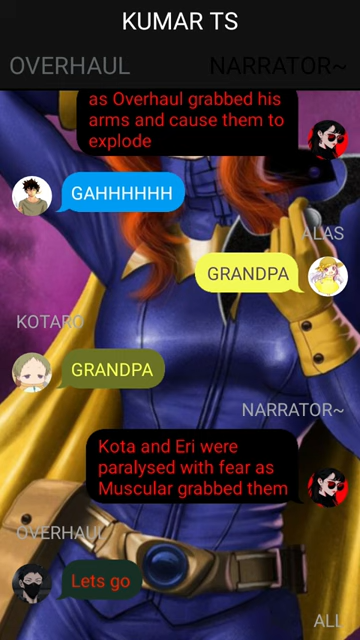 KUMAR TS
OVERHAUL
NARRATOR~
as Overhaul grabbed his
arms and cause them to
explode
GAHHHHHH
ALAS
GRANDPA
KOTARO
GRANDPA
NARRATOR~
Kota and Eri were
paralysed with fear as
Muscular grabbed them
OVERHAUL
Lets go
ALL